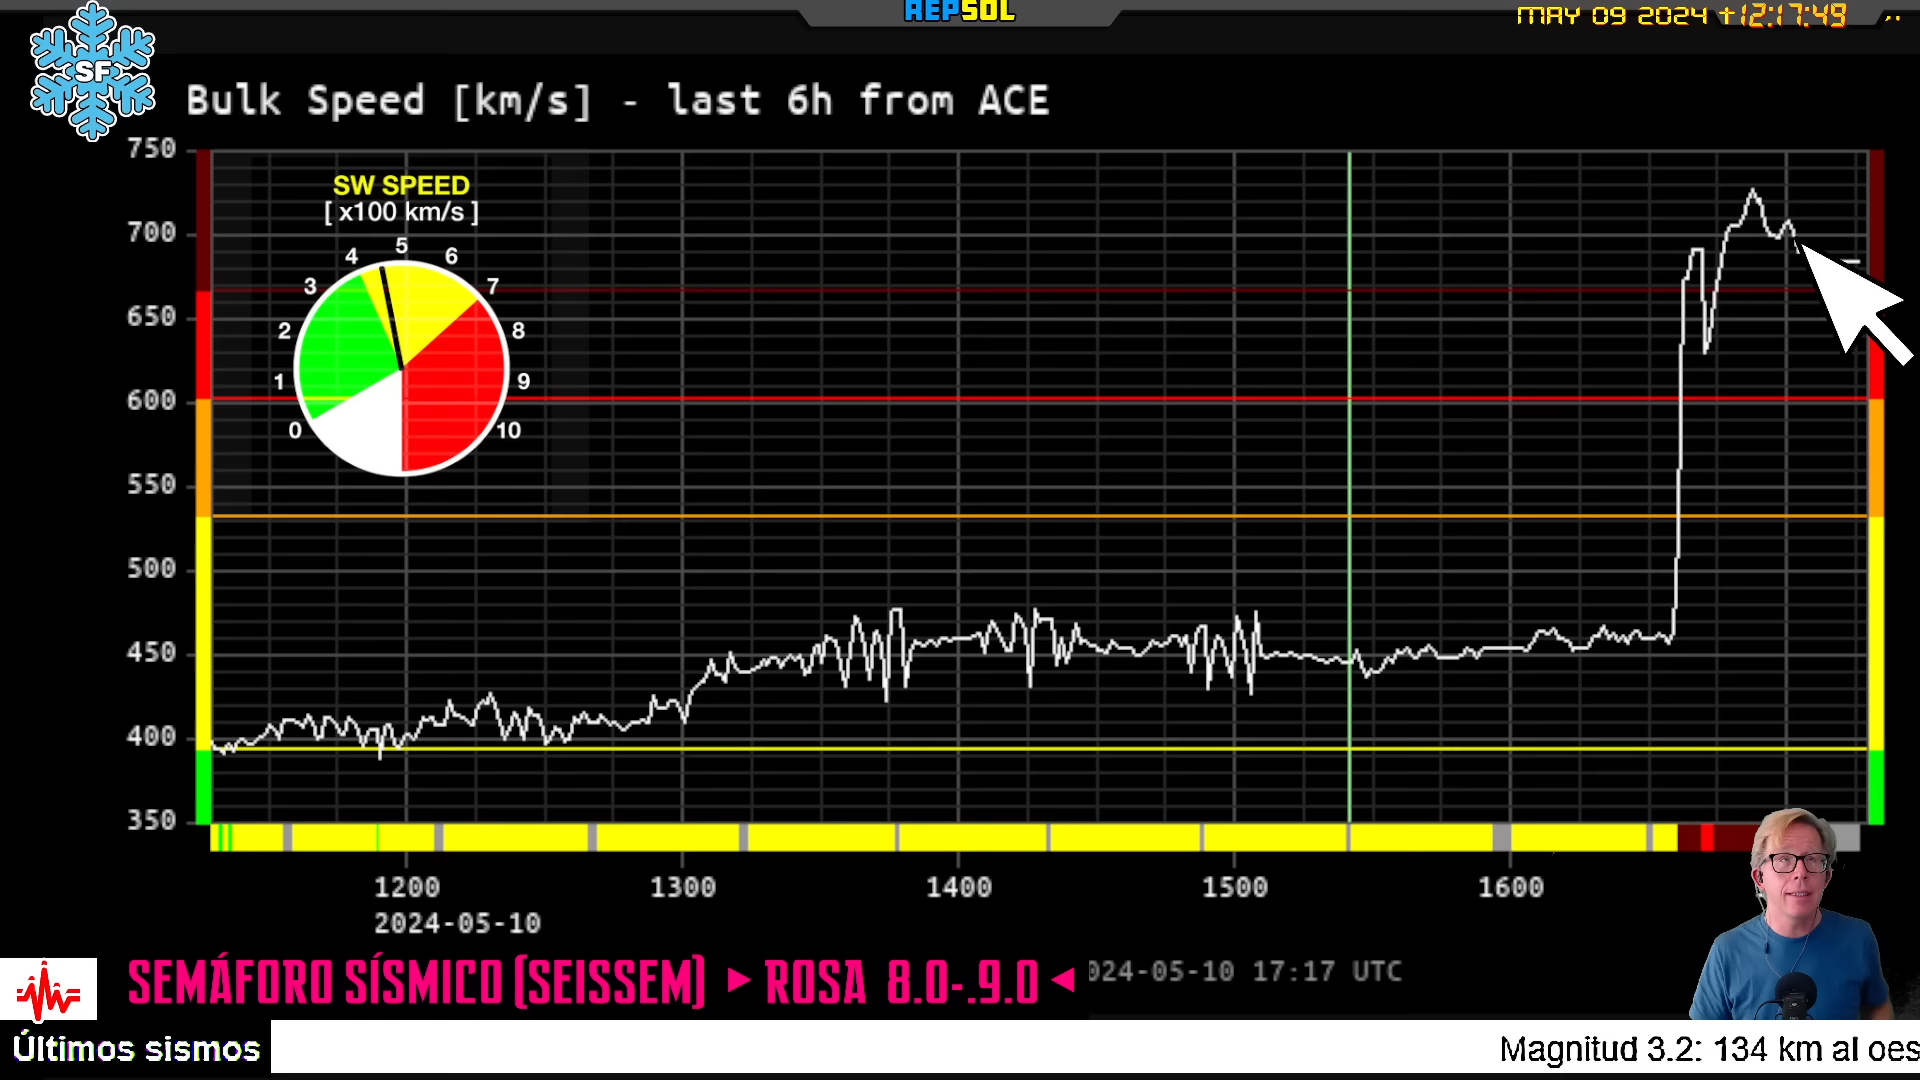 REPSOL
MAY 09 2024 +12:17:49
SF
Bulk Speed [km/s] - last 6h from ACE
750
700
650
600
550
500
450
400
350
SW SPEED
[ x100 km/s ]
0
1
2
3
4
5
6
7
8
9
10
1200
1300
1400
1500
1600
2024-05-10
SEMÁFORO SÍSMICO (SEISSEM) ► ROSA 8.0-.9.0 ◄
024-05-10 17:17 UTC
Últimos sismos
Magnitud 3.2: 134 km al oes